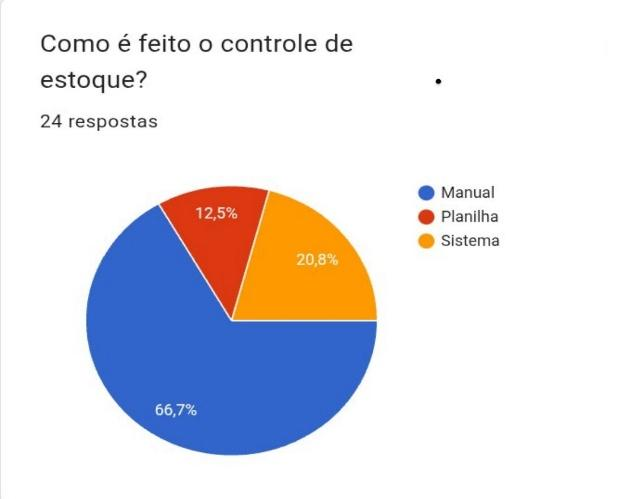 Como é feito o controle de
estoque?
24 respostas
Manual
Planilha
Sistema
12,5%
20,8%
66,7%